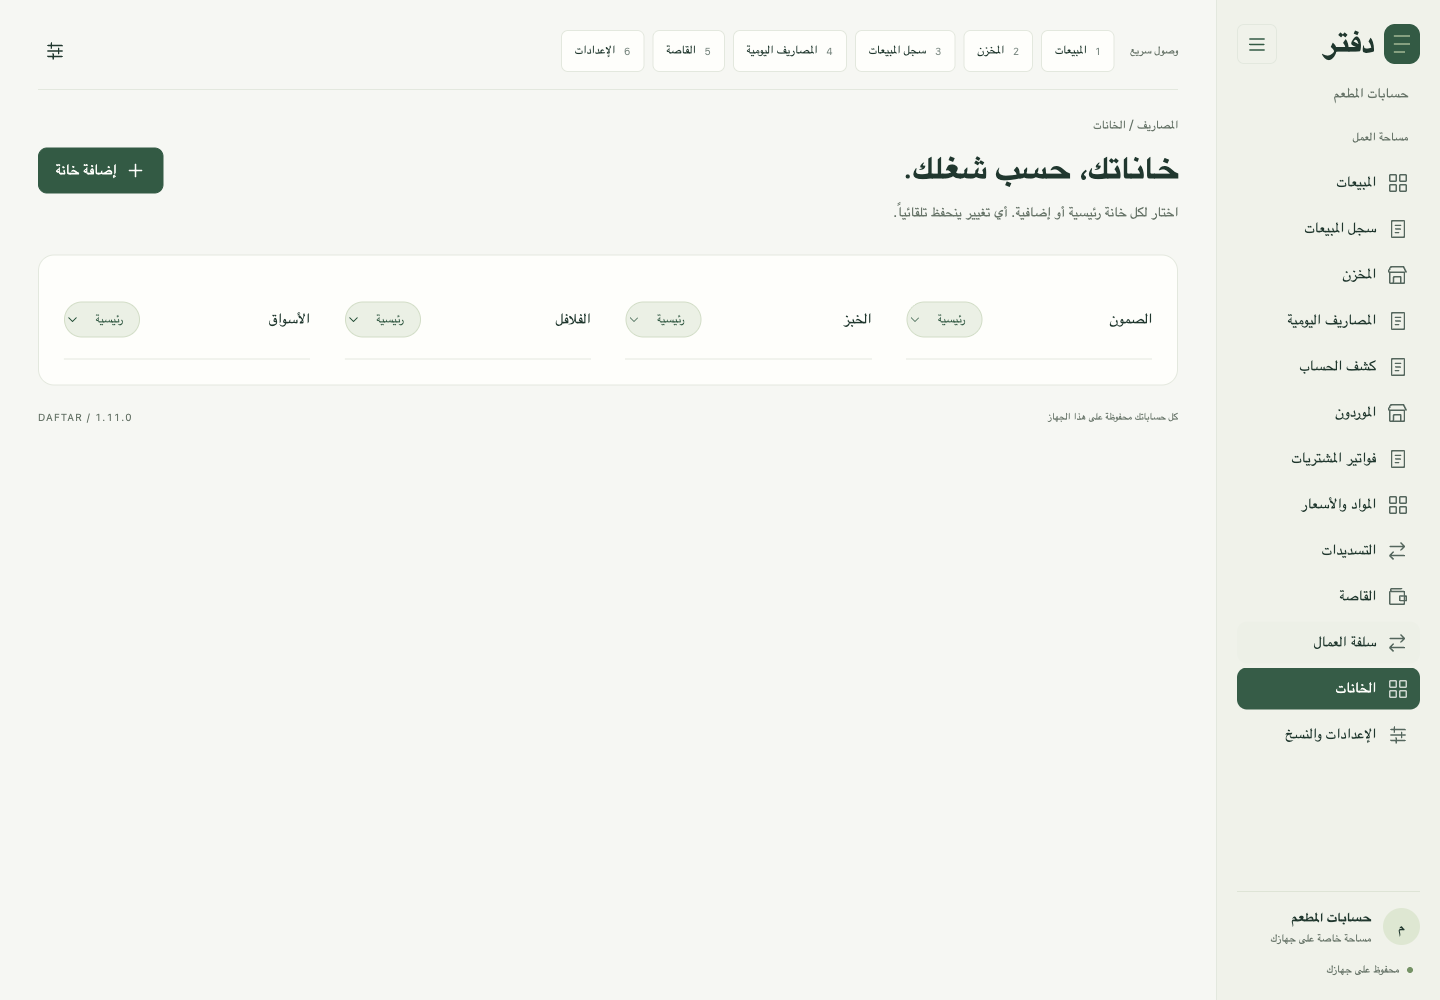 دفتر
حسابات المطعم
مساحة العمل
المبيعات
سجل المبيعات
المخزن
المصاريف اليومية
كشف الحساب
الموردون
فواتير المشتريات
المواد والأسعار
التسديدات
القاصة
سلفة العمال
الخانات
الإعدادات والنسخ
م
حسابات المطعم
مساحة خاصة على جهازك
محفوظ على جهازك
وصول سريع
1 المبيعات
2 المخزن
3 سجل المبيعات
4 المصاريف اليومية
5 القاصة
6 الإعدادات
المصاريف / الخانات
خاناتك، حسب شغلك.
اختار لكل خانة رئيسية أو إضافية. أي تغيير ينحفظ تلقائياً.
إضافة خانة
الصمون رئيسية
الخبز رئيسية
الفلافل رئيسية
الأسواق رئيسية
كل حساباتك محفوظة على هذا الجهاز
DAFTAR / 1.11.0